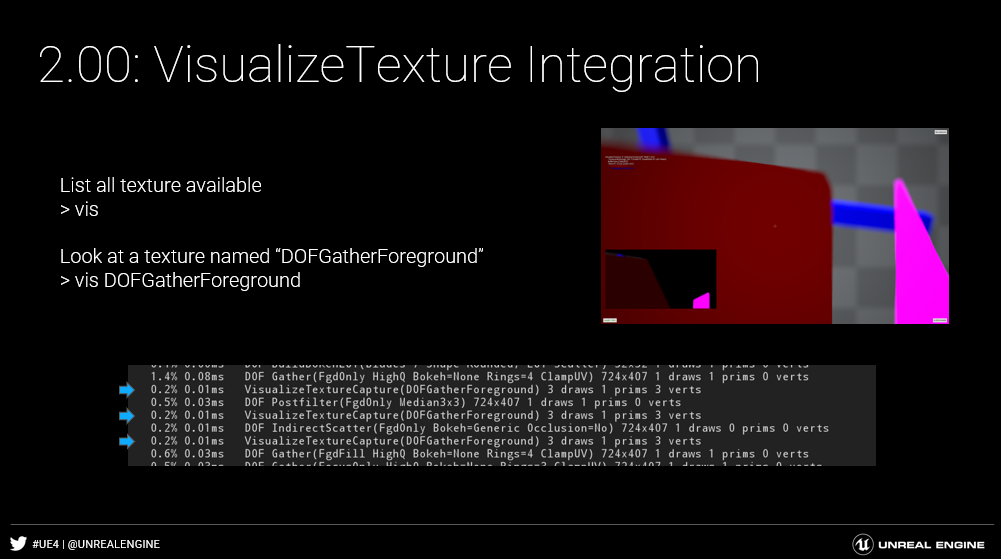 2.00: VisualizeTexture Integration
List all texture available
> vis
Look at a texture named “DOFGatherForeground”
> vis DOFGatherForeground
1.4% 0.08ms DOF Gather(FgdOnly HighQ Bokeh=None Rings=4 ClampUV) 724x407 1 draws 1 prims 0 verts
0.2% 0.01ms VisualizeTextureCapture(DOFGatherForeground) 3 draws 1 prims 3 verts
0.5% 0.03ms DOF Postfilter(FgdOnly Median3x3) 724x407 1 draws 1 prims 0 verts
0.2% 0.01ms VisualizeTextureCapture(DOFGatherForeground) 3 draws 1 prims 3 verts
0.2% 0.01ms DOF IndirectScatter(FgdOnly Bokeh=Generic Occlusion=No) 724x407 1 draws 0 prims 0 verts
0.2% 0.01ms VisualizeTextureCapture(DOFGatherForeground) 3 draws 1 prims 3 verts
0.6% 0.03ms DOF Gather(FgdFill HighQ Bokeh=None Rings=4 ClampUV) 724x407 1 draws 1 prims 0 verts
#UE4 | @UNREALENGINE
UNREAL ENGINE